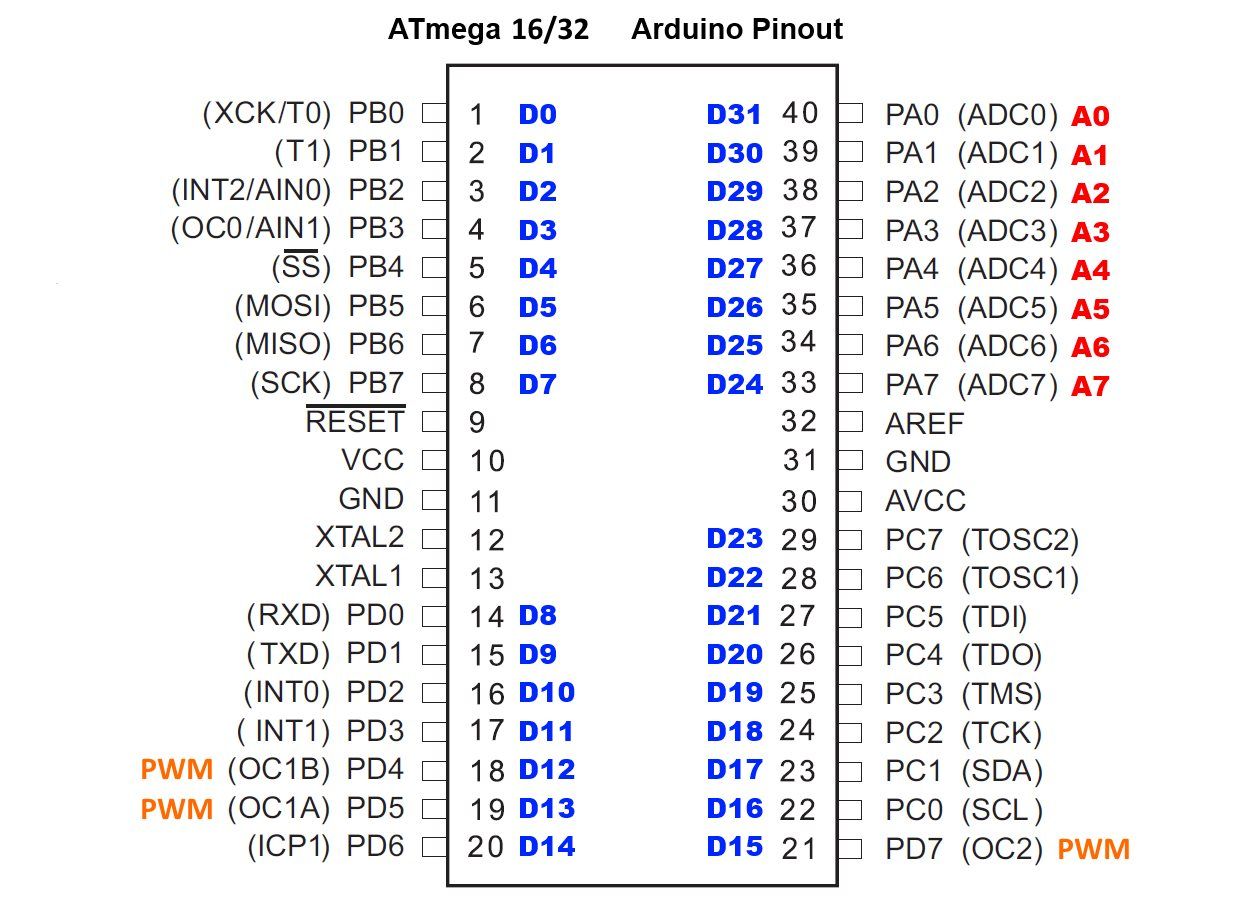 ATmega 16/32 Arduino Pinout
(XCK/T0) PB0 1 D0 D31 40 PA0 (ADC0) A0
(T1) PB1 2 D1 D30 39 PA1 (ADC1) A1
(INT2/AIN0) PB2 3 D2 D29 38 PA2 (ADC2) A2
(OC0/AIN1) PB3 4 D3 D28 37 PA3 (ADC3) A3
(SS) PB4 5 D4 D27 36 PA4 (ADC4) A4
(MOSI) PB5 6 D5 D26 35 PA5 (ADC5) A5
(MISO) PB6 7 D6 D25 34 PA6 (ADC6) A6
(SCK) PB7 8 D7 D24 33 PA7 (ADC7) A7
RESET 9 32 AREF
VCC 10 31 GND
GND 11 30 AVCC
XTAL2 12 D23 29 PC7 (TOSC2)
XTAL1 13 D22 28 PC6 (TOSC1)
(RXD) PD0 14 D8 D21 27 PC5 (TDI)
(TXD) PD1 15 D9 D20 26 PC4 (TDO)
(INT0) PD2 16 D10 D19 25 PC3 (TMS)
( INT1) PD3 17 D11 D18 24 PC2 (TCK)
PWM (OC1B) PD4 18 D12 D17 23 PC1 (SDA)
PWM (OC1A) PD5 19 D13 D16 22 PC0 (SCL)
(ICP1) PD6 20 D14 D15 21 PD7 (OC2) PWM